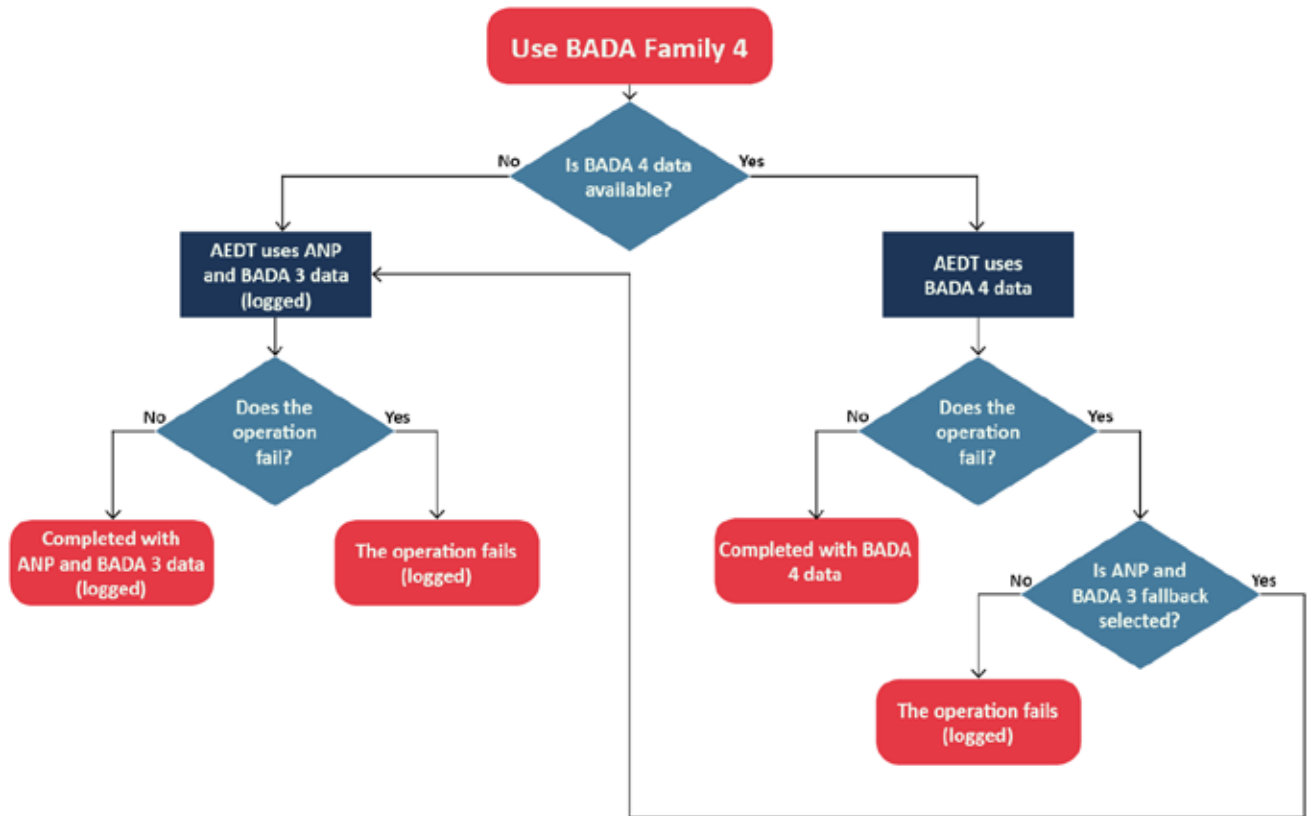 Use BADA Family 4
No
Is BADA 4 data
available?
Yes
AEDT uses ANP
and BADA 3 data
(logged)
AEDT uses
BADA 4 data
No
Does the
operation
fail?
Yes
No
Does the
operation
fail?
Yes
Completed with
ANP and BADA 3 data
(logged)
The operation fails
(logged)
Completed with BADA
4 data
No
Is ANP and
BADA 3 fallback
selected?
Yes
The operation fails
(logged)